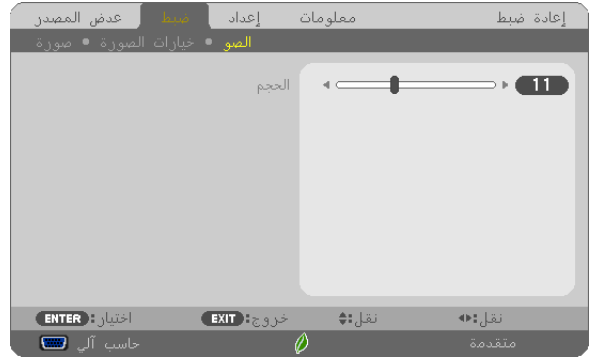 عدض المصدر ضبط إعداد معلومات إعادة ضبط
صورة • خيارات الصورة • الصو
الحجم 11
ENTER: اختيار EXIT: خروج نقل: نقل:
حاسب آلي متقدمة